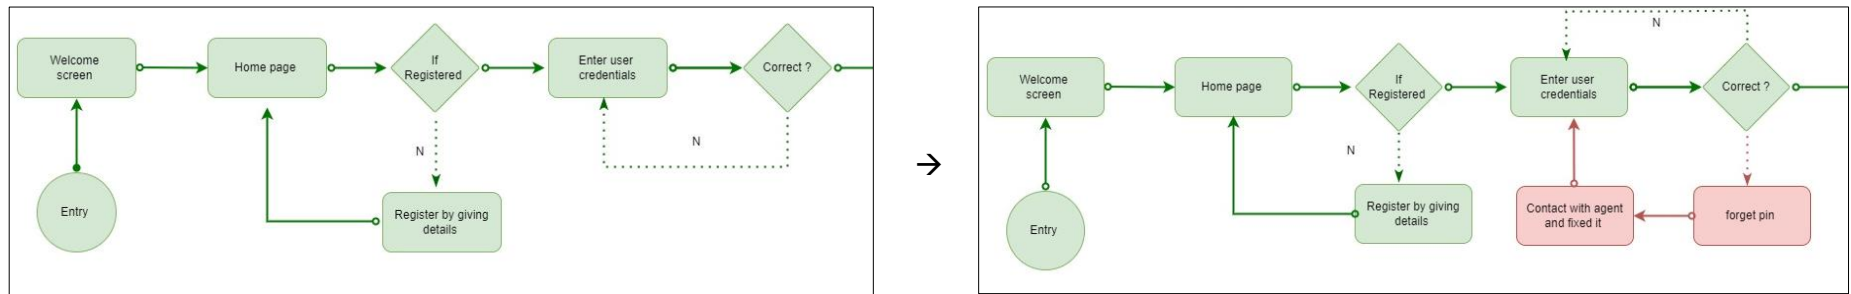 Welcome
screen
Home page
If
Registered
Enter user
credentials
Correct ?
N
N
Entry
Register by giving
details
→
N
Welcome
screen
Home page
If
Registered
Enter user
credentials
Correct ?
N
Entry
Register by giving
details
Contact with agent
and fixed it
forget pin